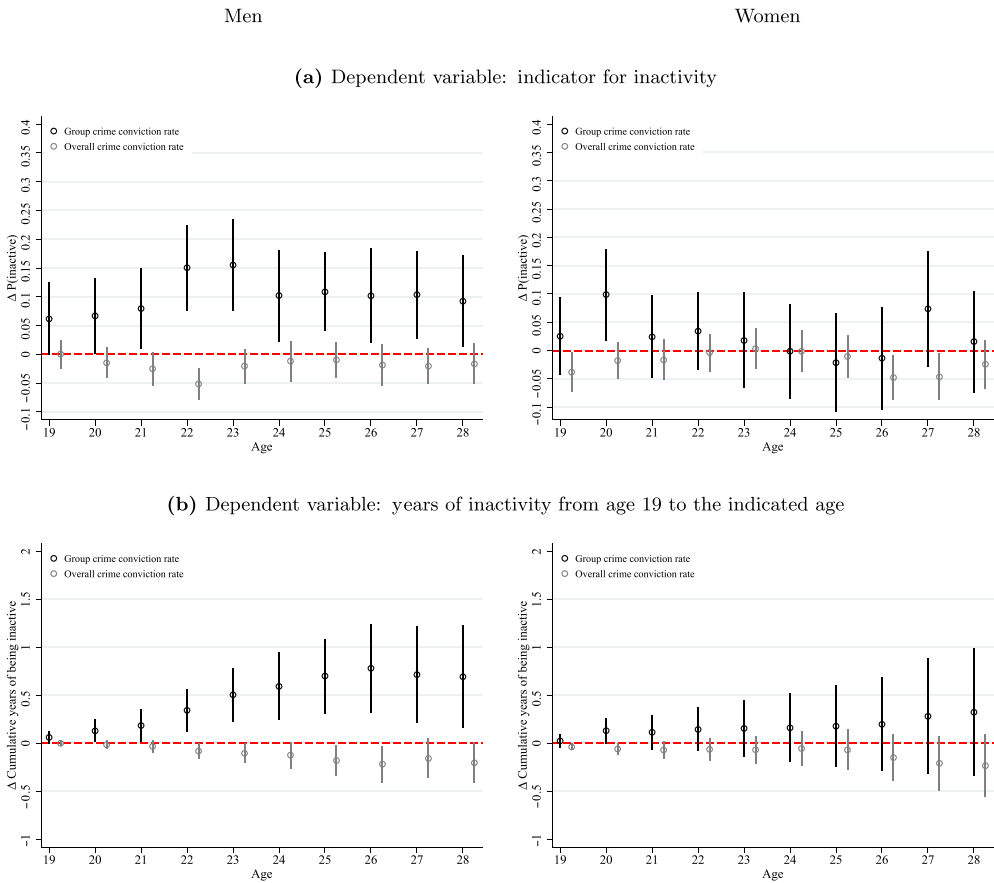 Men
Women
(a) Dependent variable: indicator for inactivity
Group crime conviction rate
Overall crime conviction rate
Δ P(inactive)
0.4
0.35
0.3
0.25
0.2
0.15
0.1
0.05
0
−0.05
−0.1
19 20 21 22 23 24 25 26 27 28
Age
Group crime conviction rate
Overall crime conviction rate
Δ P(inactive)
0.4
0.35
0.3
0.25
0.2
0.15
0.1
0.05
0
−0.05
−0.1
19 20 21 22 23 24 25 26 27 28
Age
(b) Dependent variable: years of inactivity from age 19 to the indicated age
Group crime conviction rate
Overall crime conviction rate
Δ Cumulative years of being inactive
2
1.5
1
0.5
0
−0.5
−1
19 20 21 22 23 24 25 26 27 28
Age
Group crime conviction rate
Overall crime conviction rate
Δ Cumulative years of being inactive
2
1.5
1
0.5
0
−0.5
−1
19 20 21 22 23 24 25 26 27 28
Age